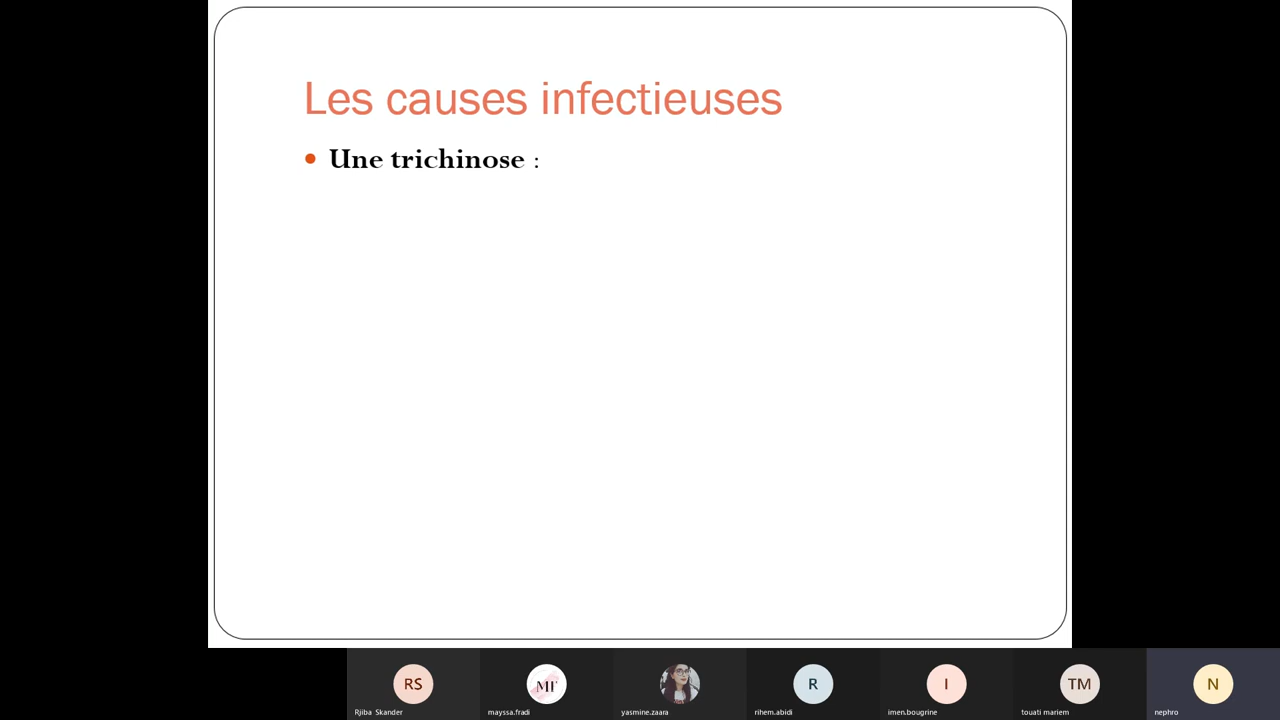 Les causes infectieuses
• Une trichinose :
RS
MF
R
I
TM
N
Rjiba Skander
mayssa.fradi
yasmine.zaara
rihem.abidi
imen.bougrine
touati mariem
nephro